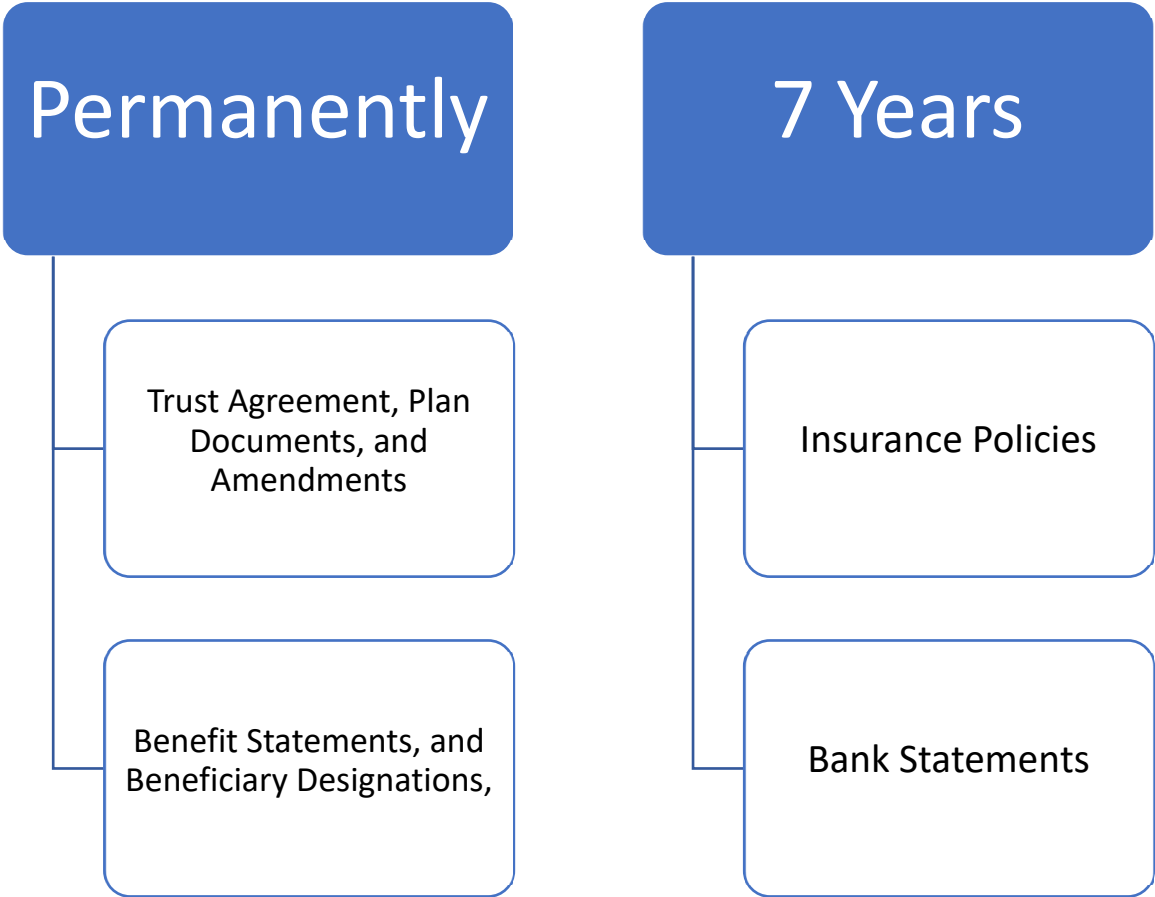 Permanently
Trust Agreement, Plan
Documents, and
Amendments
Benefit Statements, and
Beneficiary Designations,
7 Years
Insurance Policies
Bank Statements